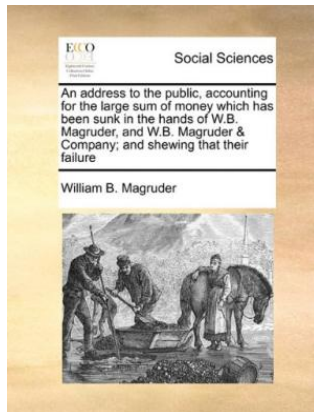 ECCO
Social Sciences
An address to the public, accounting
for the large sum of money which has
been sunk in the hands of W.B.
Magruder, and W.B. Magruder &
Company; and shewing that their
failure
William B. Magruder